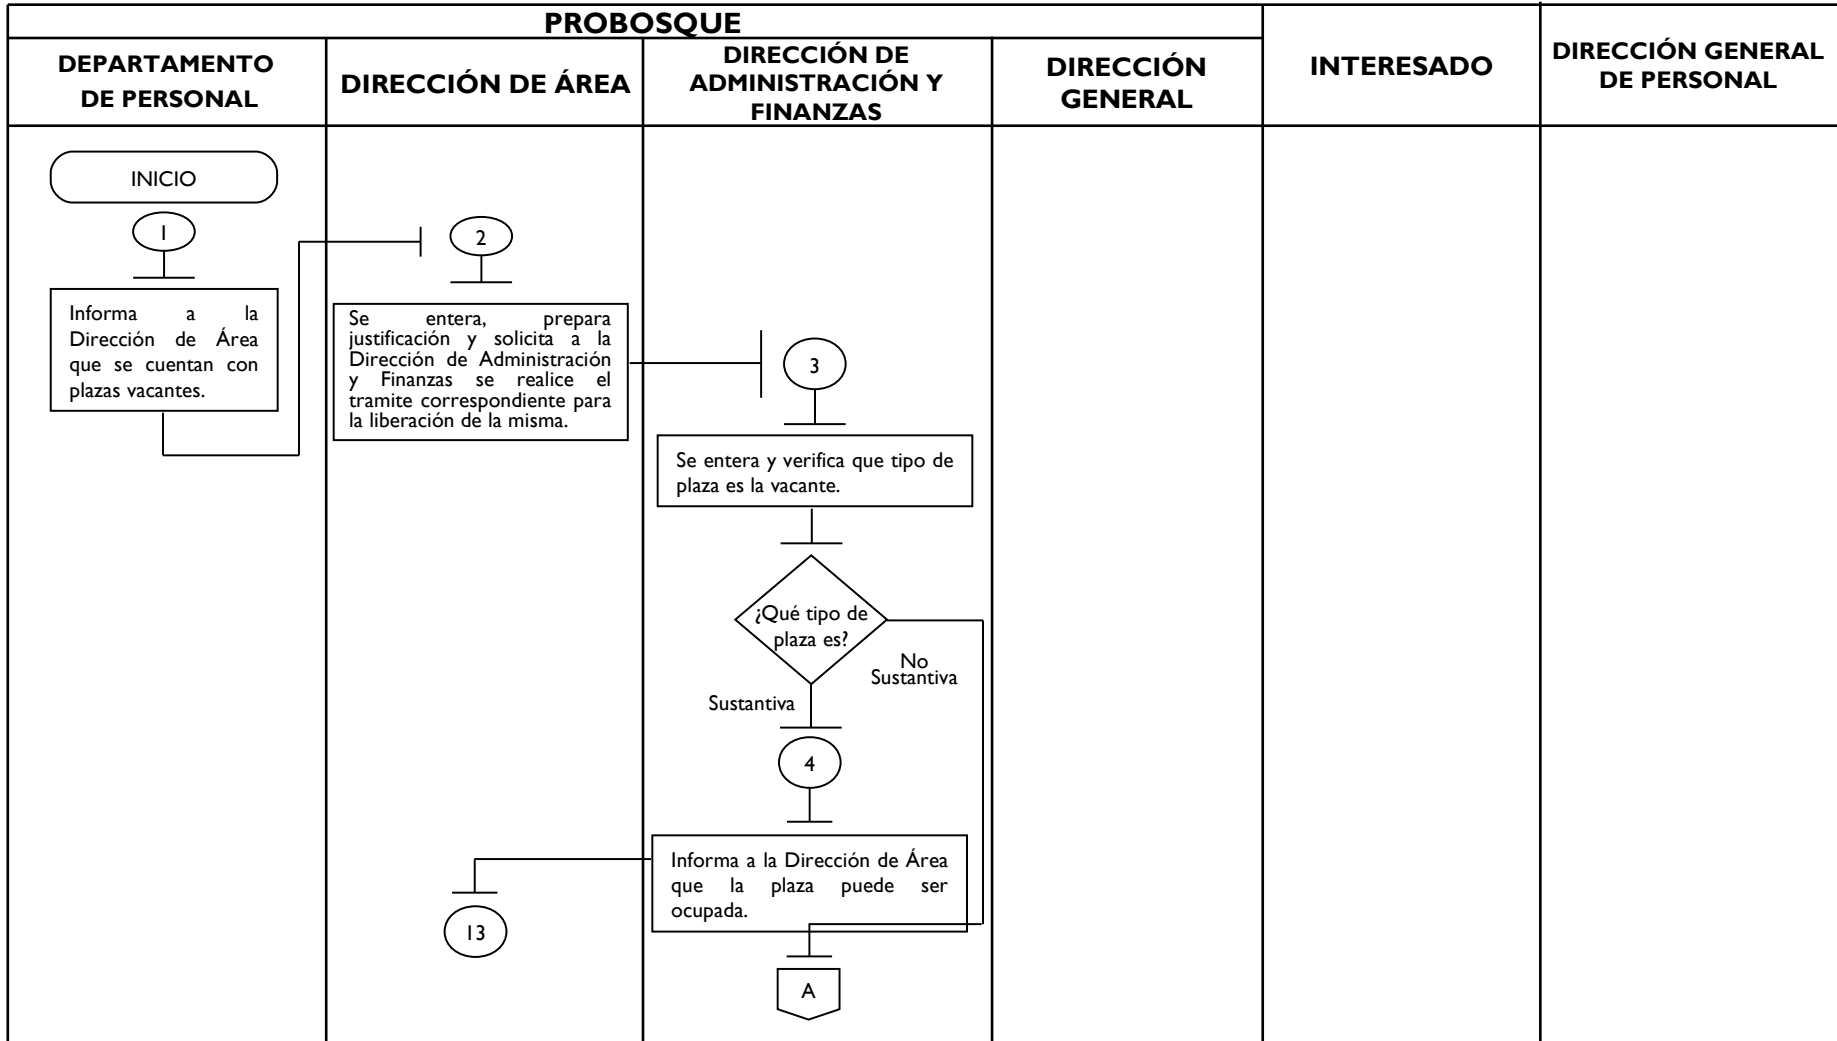 PROBOSQUE
DEPARTAMENTO
DE PERSONAL
DIRECCIÓN DE ÁREA
DIRECCIÓN DE
ADMINISTRACIÓN Y
FINANZAS
DIRECCIÓN
GENERAL
INTERESADO
DIRECCIÓN GENERAL
DE PERSONAL
INICIO
1
Informa a la
Dirección de Área
que se cuentan con
plazas vacantes.
2
Se entera, prepara
justificación y solicita a la
Dirección de Administración
y Finanzas se realice el
tramite correspondiente para
la liberación de la misma.
3
Se entera y verifica que tipo de
plaza es la vacante.
¿Qué tipo de
plaza es?
No
Sustantiva
Sustantiva
4
Informa a la Dirección de Área
que la plaza puede ser
ocupada.
13
A